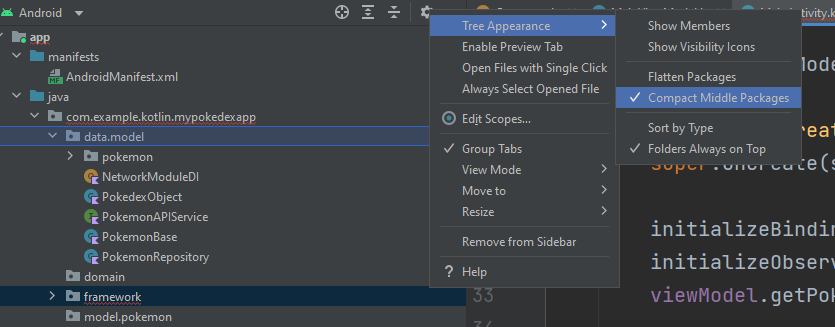 Android
app
manifests
AndroidManifest.xml
java
com.example.kotlin.mypokedexapp
data.model
pokemon
NetworkModuleDI
PokedexObject
PokemonAPIService
PokemonBase
PokemonRepository
domain
framework
model.pokemon
Tree Appearance
Enable Preview Tab
Open Files with Single Click
Always Select Opened File
Edit Scopes...
Group Tabs
View Mode
Move to
Resize
Remove from Sidebar
Help
Show Members
Show Visibility Icons
Flatten Packages
Compact Middle Packages
Sort by Type
Folders Always on Top
super.onCreate(s
initializeBindin
initializeObserv
33 viewModel.getPok